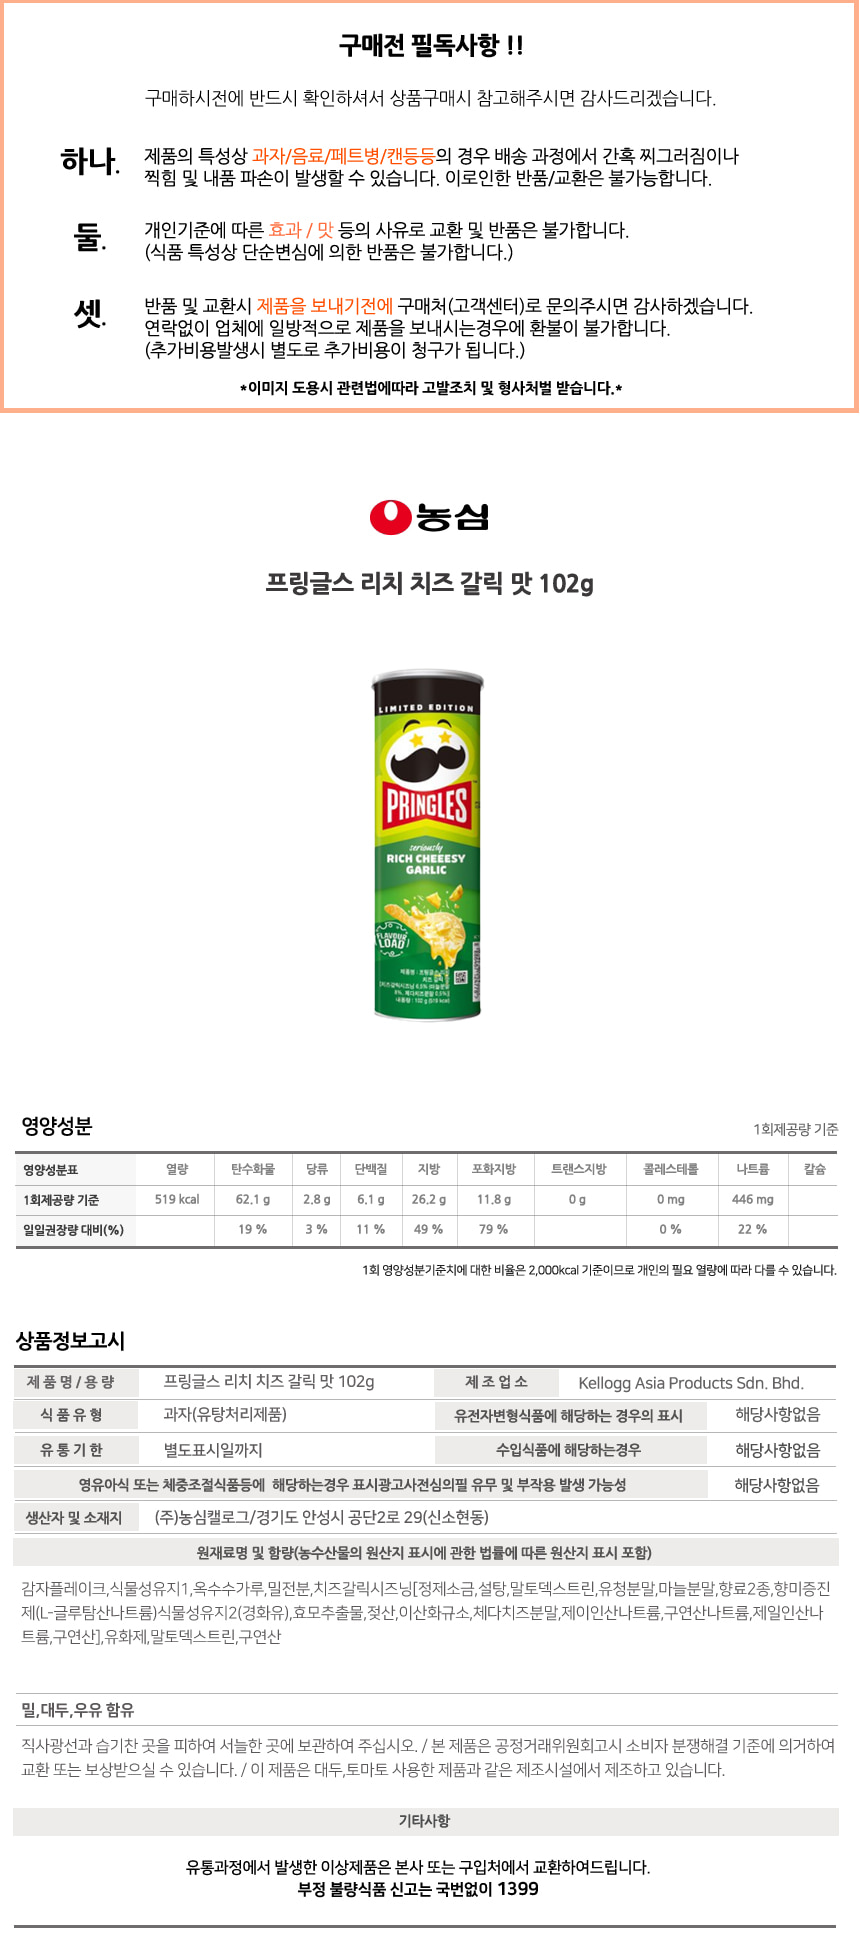 구매전 필독사항 !!
구매하시전에 반드시 확인하셔서 상품구매시 참고해주시면 감사드리겠습니다.
하나. 제품의 특성상 과자/음료/페트병/캔등등의 경우 배송 과정에서 간혹 찌그러짐이나
찍힘 및 내품 파손이 발생할 수 있습니다. 이로인한 반품/교환은 불가능합니다.
둘. 개인기준에 따른 효과 / 맛 등의 사유로 교환 및 반품은 불가합니다.
(식품 특성상 단순변심에 의한 반품은 불가합니다.)
셋. 반품 및 교환시 제품을 보내기전에 구매처(고객센터)로 문의주시면 감사하겠습니다.
연락없이 업체에 일방적으로 제품을 보내시는경우에 환불이 불가합니다.
(추가비용발생시 별도로 추가비용이 청구가 됩니다.)
*이미지 도용시 관련법에따라 고발조치 및 형사처벌 받습니다.*
농심
프링글스 리치 치즈 갈릭 맛 102g
LIMITED EDITION
PRINGLES
seriously
RICH CHEEESY
GARLIC
FLAVOUR
LOAD
영양성분
1회제공량 기준
영양성분표 열량 탄수화물 당류 단백질 지방 포화지방 트랜스지방 콜레스테롤 나트륨 칼슘
1회제공량 기준 519 kcal 62.1 g 2.8 g 6.1 g 26.2 g 11.8 g 0 g 0 mg 446 mg
일일권장량 대비(%) 19 % 3 % 11 % 49 % 79 % 0 % 22 %
1회 영양성분기준치에 대한 비율은 2,000kcal 기준이므로 개인의 필요 열량에 따라 다를 수 있습니다.
상품정보고시
제 품 명 / 용 량 프링글스 리치 치즈 갈릭 맛 102g 제 조 업 소 Kellogg Asia Products Sdn. Bhd.
식 품 유 형 과자(유탕처리제품) 유전자변형식품에 해당하는 경우의 표시 해당사항없음
유 통 기 한 별도표시일까지 수입식품에 해당하는경우 해당사항없음
영유아식 또는 체중조절식품등에 해당하는경우 표시광고사전심의필 유무 및 부작용 발생 가능성 해당사항없음
생산자 및 소재지 (주)농심캘로그/경기도 안성시 공단2로 29(신소현동)
원재료명 및 함량(농수산물의 원산지 표시에 관한 법률에 따른 원산지 표시 포함)
감자플레이크,식물성유지1,옥수수가루,밀전분,치즈갈릭시즈닝[정제소금,설탕,말토덱스트린,유청분말,마늘분말,향료2종,향미증진
제(L-글루탐산나트륨)식물성유지2(경화유),효모추출물,젖산,이산화규소,체다치즈분말,제이인산나트륨,구연산나트륨,제일인산나
트륨,구연산],유화제,말토덱스트린,구연산
밀,대두,우유 함유
직사광선과 습기찬 곳을 피하여 서늘한 곳에 보관하여 주십시오. / 본 제품은 공정거래위원회고시 소비자 분쟁해결 기준에 의거하여
교환 또는 보상받으실 수 있습니다. / 이 제품은 대두,토마토 사용한 제품과 같은 제조시설에서 제조하고 있습니다.
기타사항
유통과정에서 발생한 이상제품은 본사 또는 구입처에서 교환하여드립니다.
부정 불량식품 신고는 국번없이 1399